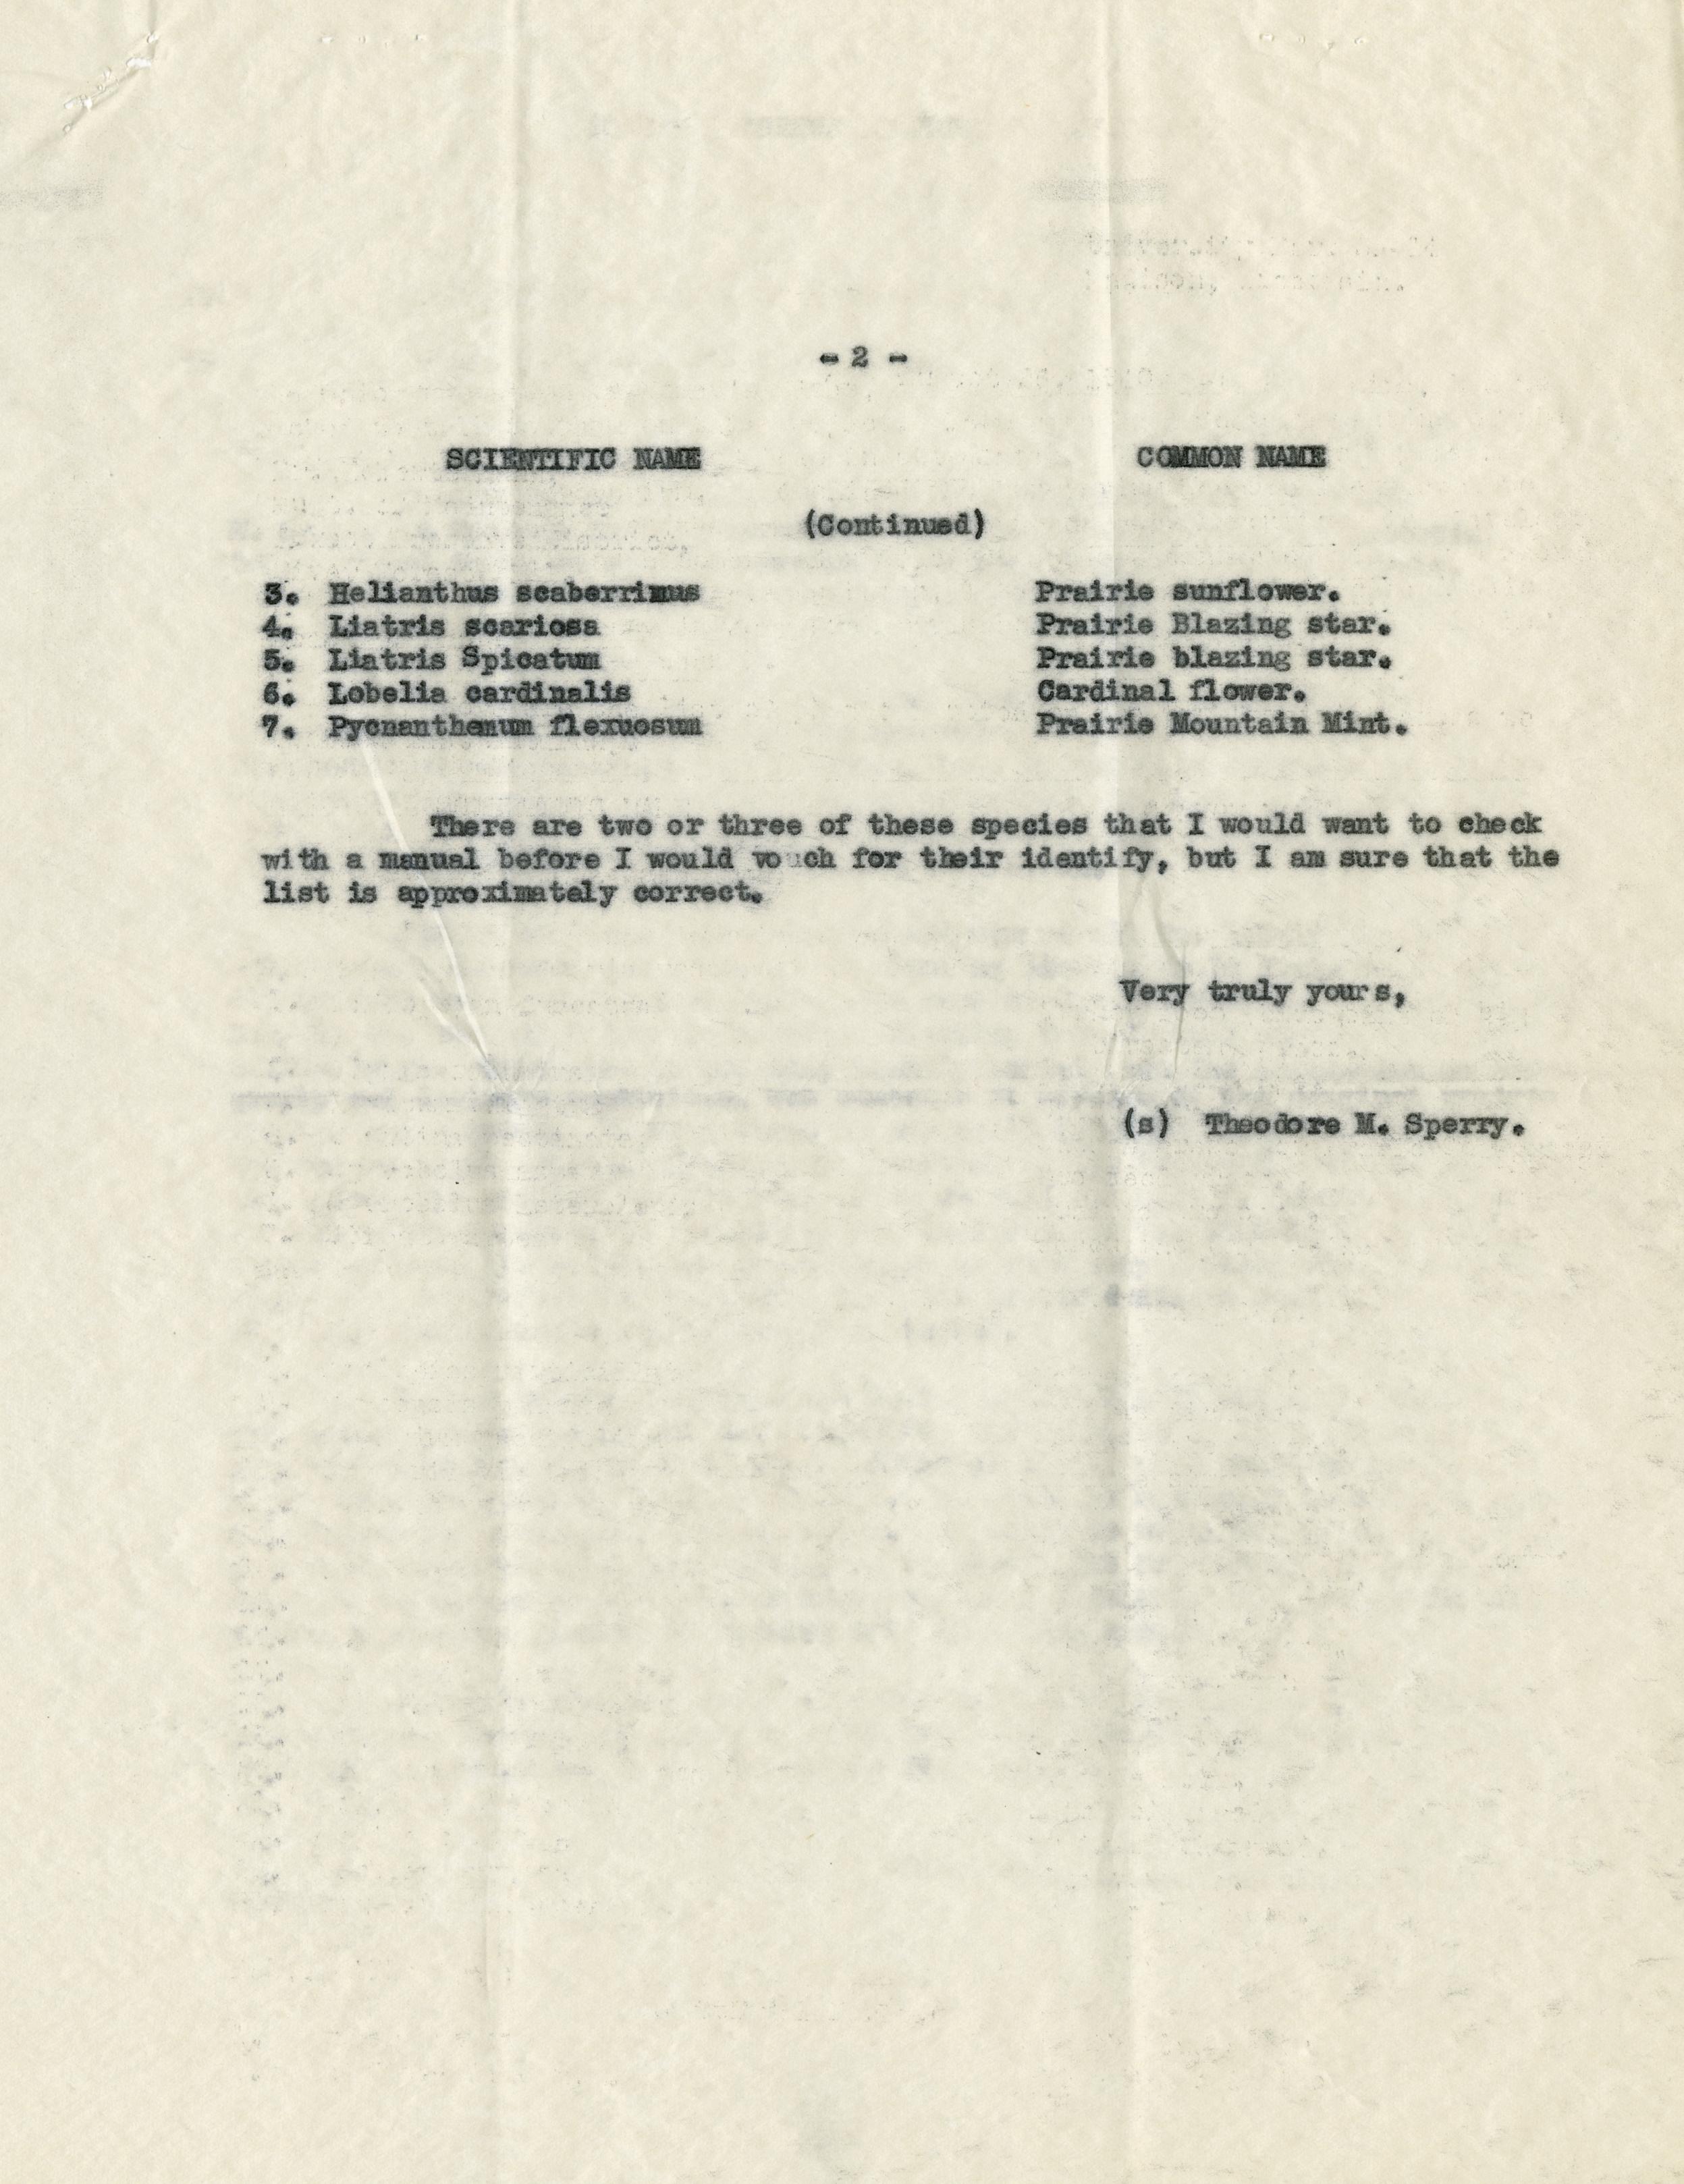 - 2 -
SCIENTIFIC NAME COMMON NAME
(Continued)
3. Helianthus scaberrimus Prairie sunflower.
4. Liatris scariosa Prairie Blazing star.
5. Liatris Spicatum Prairie blazing star.
6. Lobelia cardinalis Cardinal flower.
7. Pycnanthemum flexuosum Prairie Mountain Mint.
There are two or three of these species that I would want to check
with a manual before I would vouch for their identify, but I am sure that the
list is approximately correct.
Very truly yours,
(s) Theodore M. Sperry.